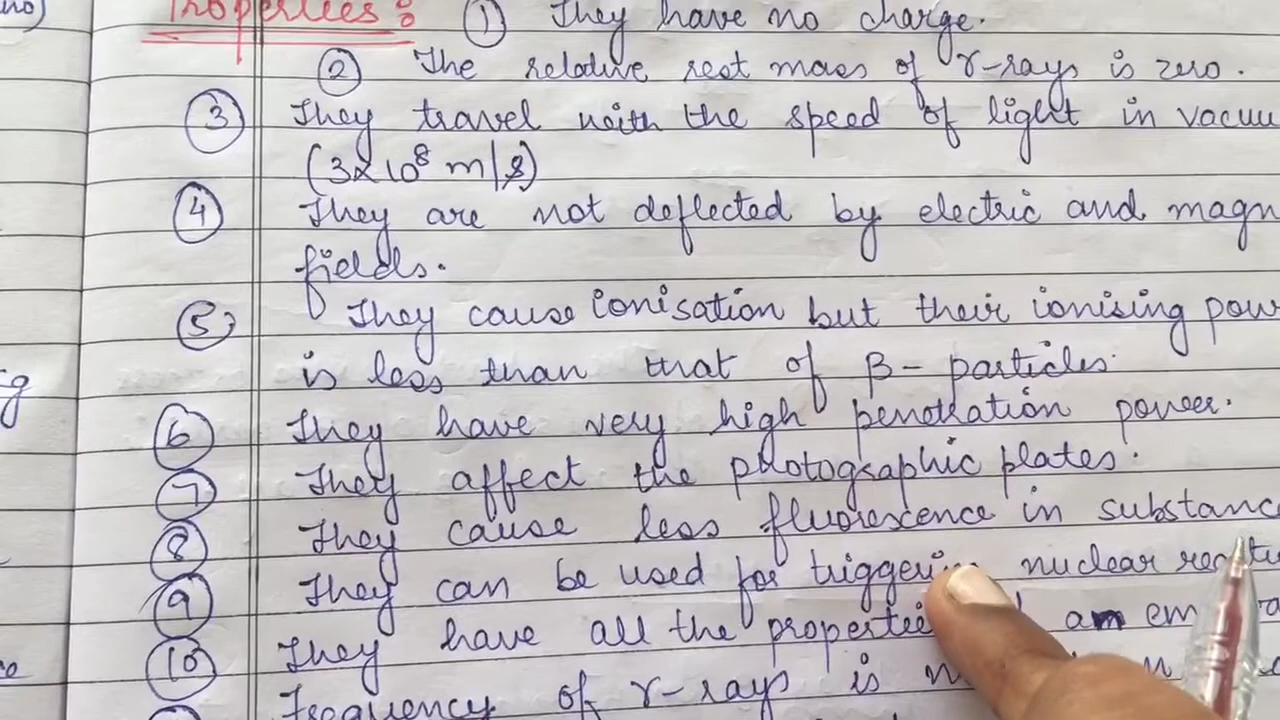 no)
Properties: ① They have no charge.
② The relative rest mass of γ-rays is zero.
③ They travel with the speed of light in vacuu
(3×10⁸ m/s)
④ They are not deflected by electric and magn
fields.
⑤ They cause ionisation but their ionising pow
is less than that of β-particles.
⑥ They have very high penetration power.
⑦ They affect the photographic plates.
⑧ They cause less fluorescence in substanc
⑨ They can be used for triggering nuclear
⑩ They have all the
Frequency of γ-rays is